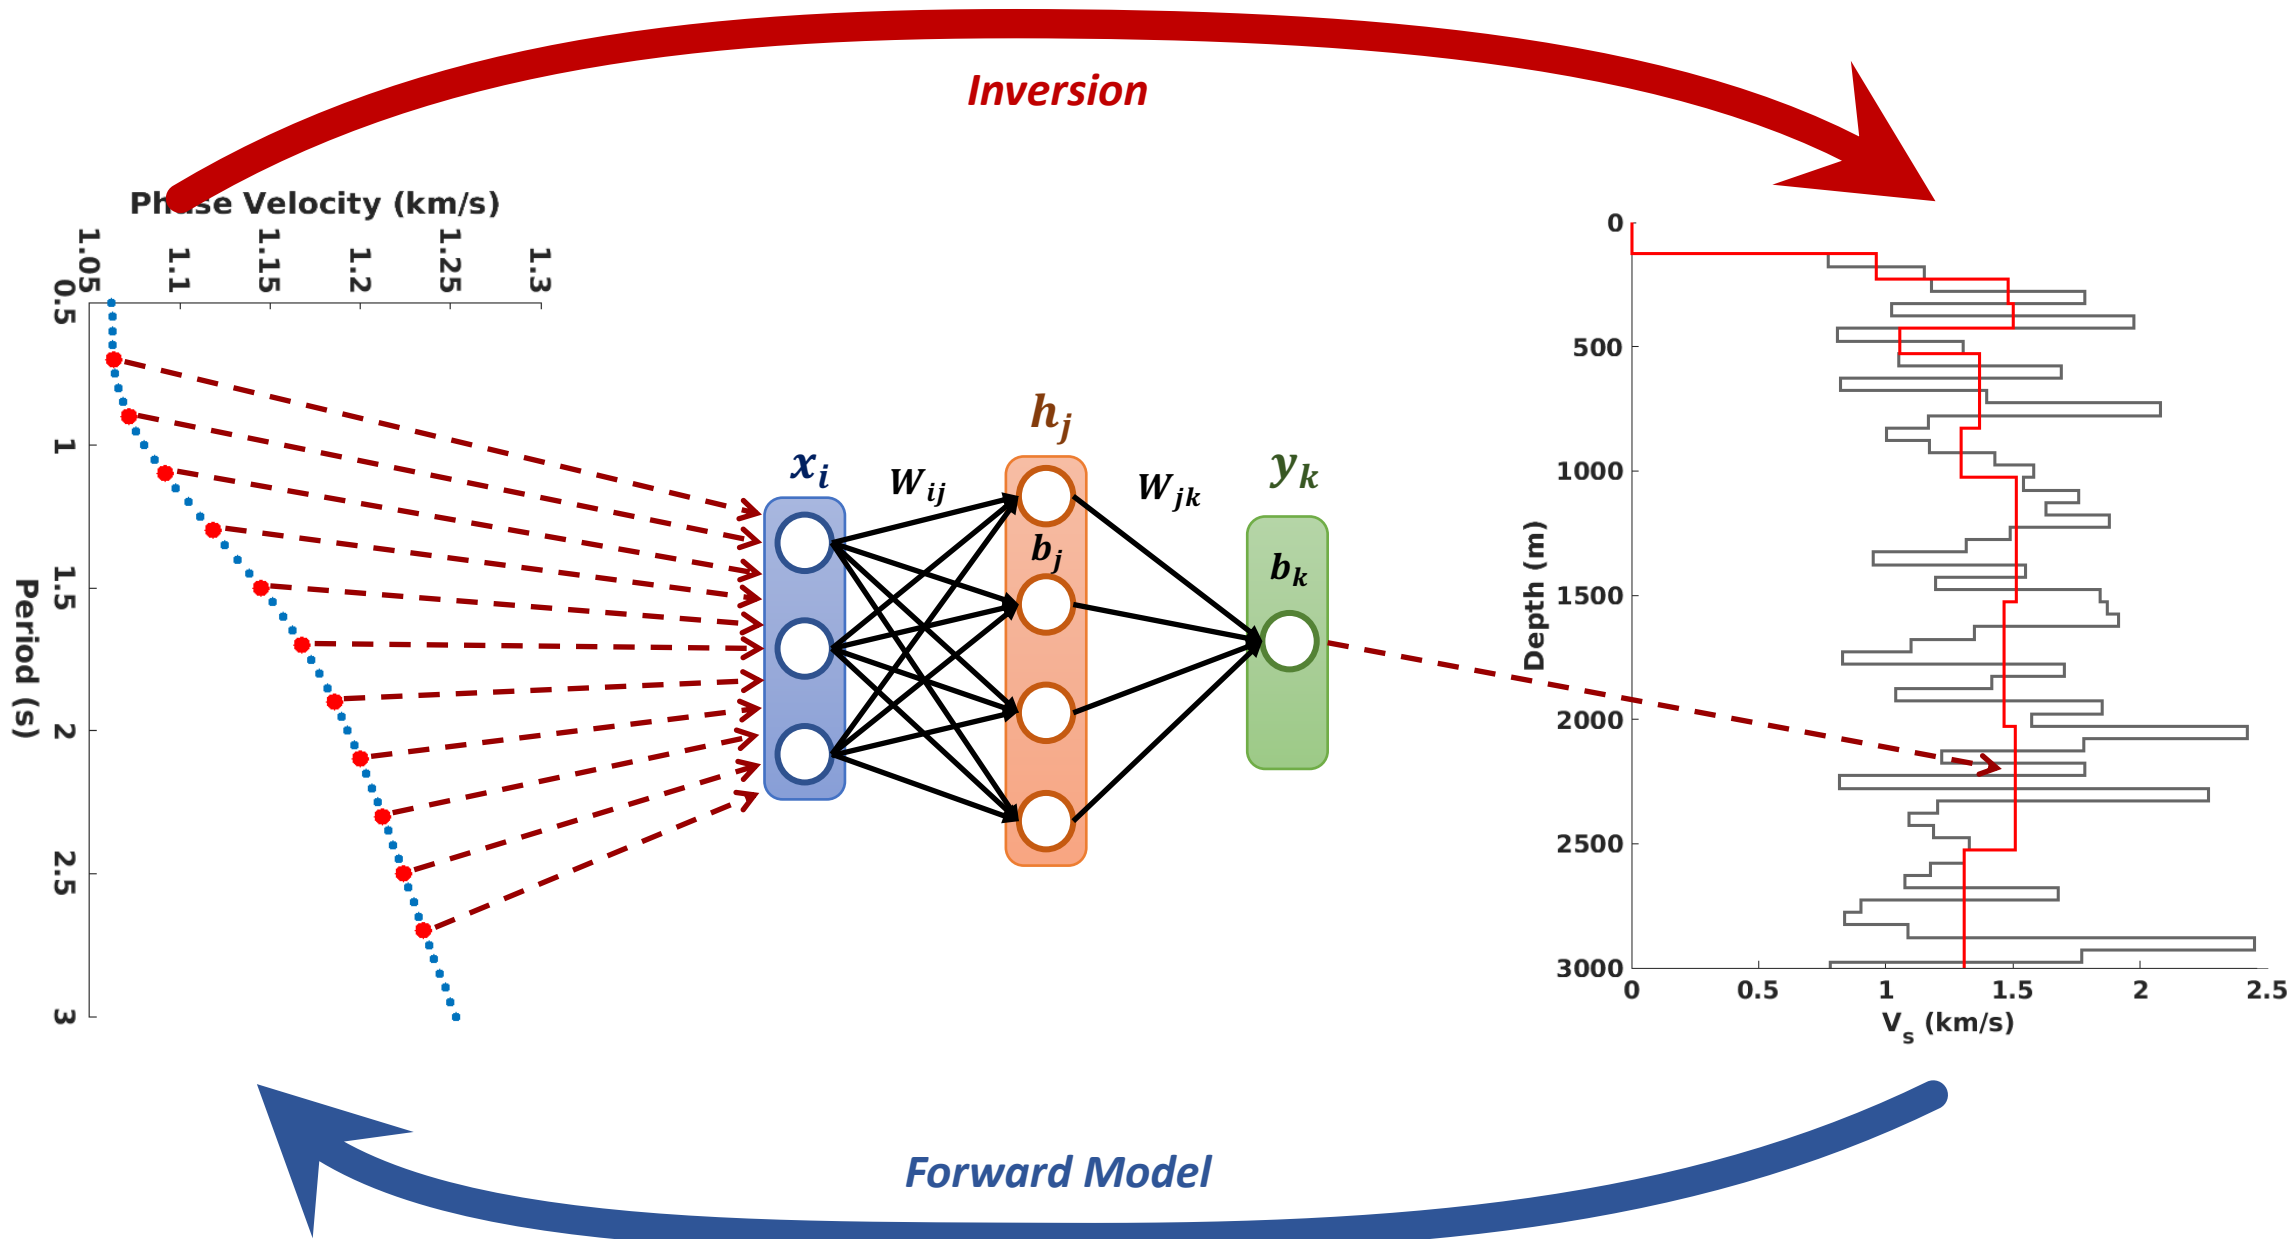 Inversion
Phase Velocity (km/s)
1.05
1.1
1.15
1.2
1.25
1.3
0.5
1
1.5
2
2.5
3
Period (s)
x_i
W_ij
h_j
b_j
W_jk
y_k
b_k
0
500
1000
1500
2000
2500
3000
Depth (m)
0
0.5
1
1.5
2
2.5
V_s (km/s)
Forward Model